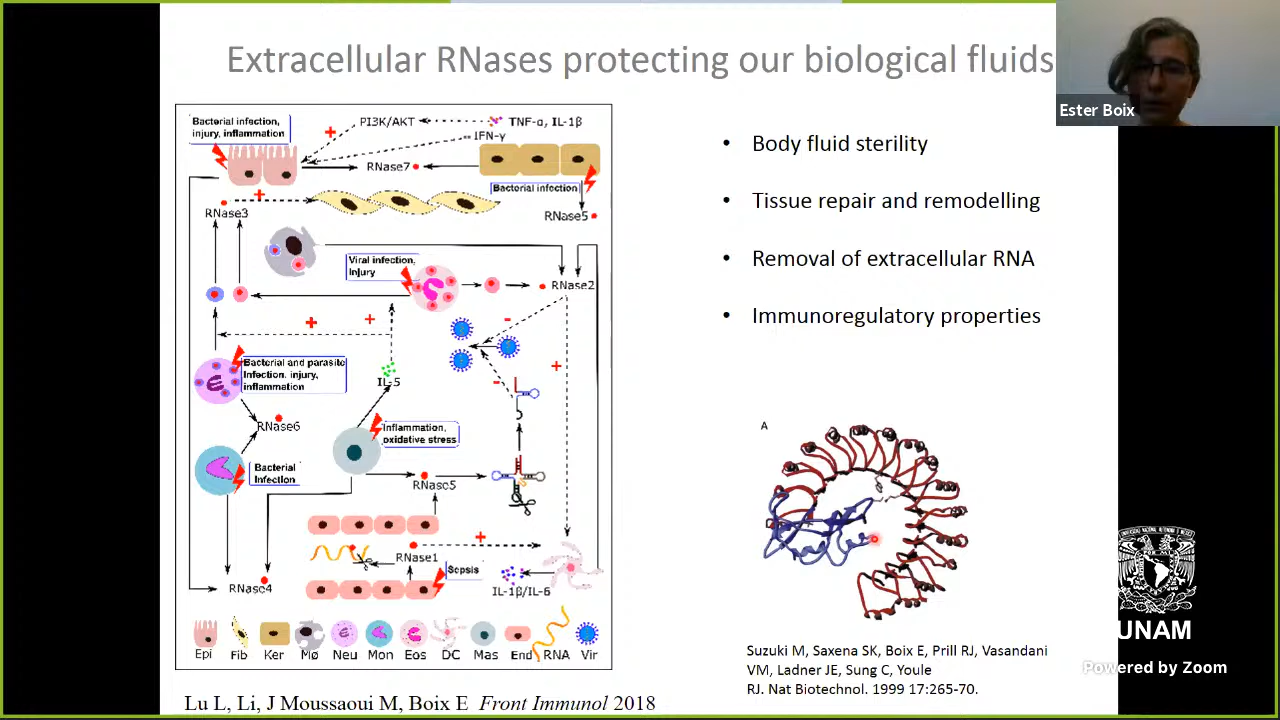 Extracellular RNases protecting our biological fluids
Ester Boix
Bacterial infection,
injury, inflammation
PI3K/AKT
TNF-α, IL-1β
IFN-γ
RNase7
Bacterial infection
RNase3
RNase5
Viral infection,
Injury
RNase2
Bacterial and parasite
Infection, injury,
inflammation
IL-5
RNase6
Inflammation,
oxidative stress
Bacterial
Infection
RNase5
RNase1
Sepsis
RNase4
IL-1β/IL-6
Epi Fib Ker Mø Neu Mon Eos DC Mas End RNA Vir
Lu L, Li, J Moussaoui M, Boix E Front Immunol 2018
• Body fluid sterility
• Tissue repair and remodelling
• Removal of extracellular RNA
• Immunoregulatory properties
A
Suzuki M, Saxena SK, Boix E, Prill RJ, Vasandani
VM, Ladner JE, Sung C, Youle
RJ. Nat Biotechnol. 1999 17:265-70.
UNAM
Powered by Zoom